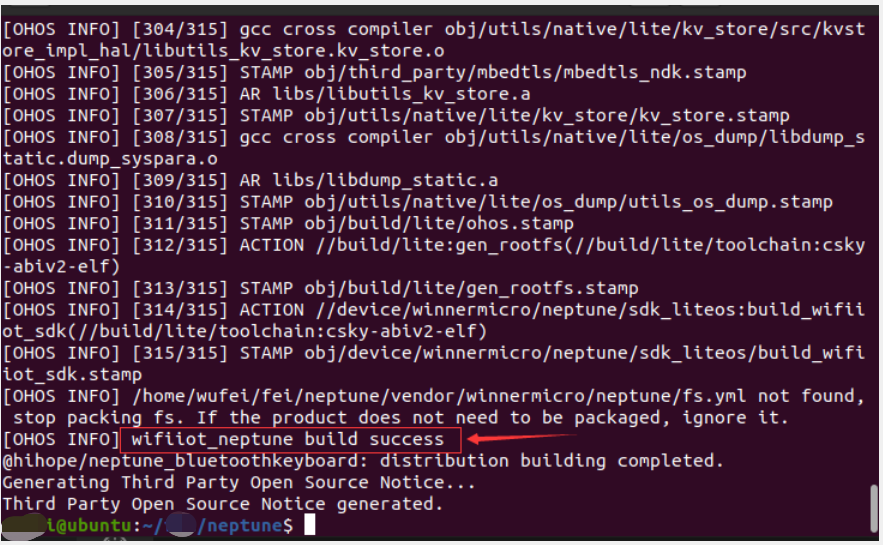 [OHOS INFO] [304/315] gcc cross compiler obj/utils/native/lite/kv_store/src/kvst
ore_impl_hal/libutils_kv_store.kv_store.o
[OHOS INFO] [305/315] STAMP obj/third_party/mbedtls/mbedtls_ndk.stamp
[OHOS INFO] [306/315] AR libs/libutils_kv_store.a
[OHOS INFO] [307/315] STAMP obj/utils/native/lite/kv_store/kv_store.stamp
[OHOS INFO] [308/315] gcc cross compiler obj/utils/native/lite/os_dump/libdump_s
tatic.dump_syspara.o
[OHOS INFO] [309/315] AR libs/libdump_static.a
[OHOS INFO] [310/315] STAMP obj/utils/native/lite/os_dump/utils_os_dump.stamp
[OHOS INFO] [311/315] STAMP obj/build/lite/ohos.stamp
[OHOS INFO] [312/315] ACTION //build/lite:gen_rootfs(//build/lite/toolchain:csky
-abiv2-elf)
[OHOS INFO] [313/315] STAMP obj/build/lite/gen_rootfs.stamp
[OHOS INFO] [314/315] ACTION //device/winnermicro/neptune/sdk_liteos:build_wifii
ot_sdk(//build/lite/toolchain:csky-abiv2-elf)
[OHOS INFO] [315/315] STAMP obj/device/winnermicro/neptune/sdk_liteos/build_wifi
iot_sdk.stamp
[OHOS INFO] /home/wufei/fei/neptune/vendor/winnermicro/neptune/fs.yml not found,
 stop packing fs. If the product does not need to be packaged, ignore it.
[OHOS INFO] wifiiot_neptune build success
@hihope/neptune_bluetoothkeyboard: distribution building completed.
Generating Third Party Open Source Notice...
Third Party Open Source Notice generated.
i@ubuntu:~/ /neptune$